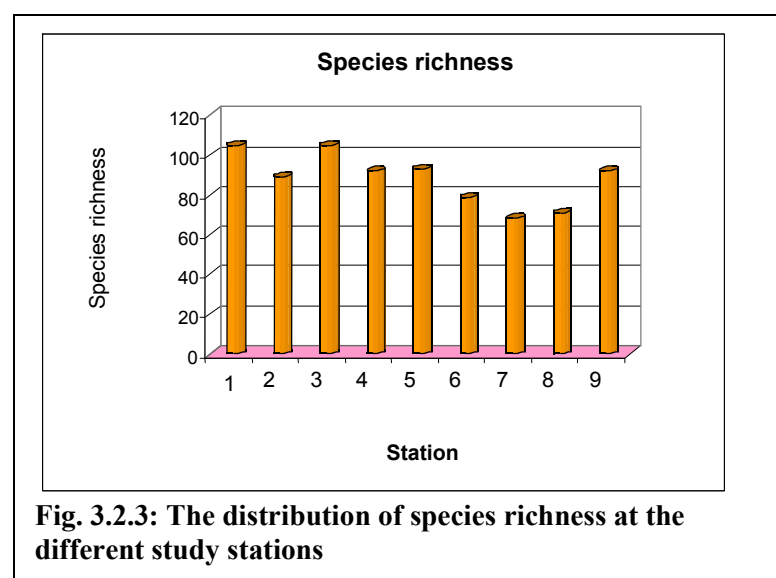 Species richness
Species richness
120
100
80
60
40
20
0
1 2 3 4 5 6 7 8 9
Station
Fig. 3.2.3: The distribution of species richness at the
different study stations